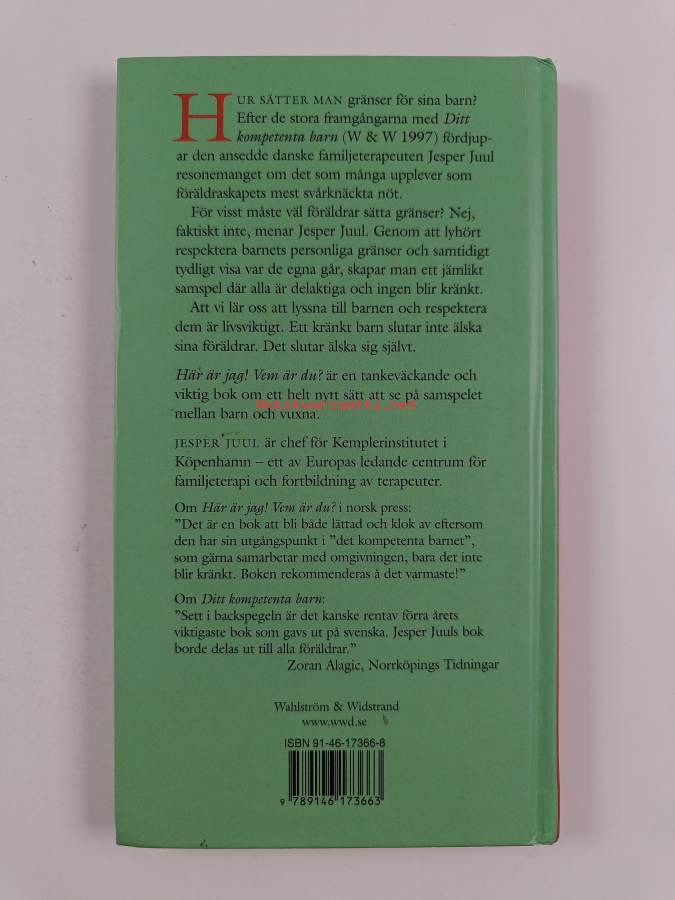 HUR SÄTTER MAN gränser för sina barn?
Efter de stora framgångarna med Ditt
kompetenta barn (W & W 1997) fördjup-
ar den ansedde danske familjeterapeuten Jesper Juul
resonemanget om det som många upplever som
föräldraskapets mest svårknäckta nöt.
För visst måste väl föräldrar sätta gränser? Nej,
faktiskt inte, menar Jesper Juul. Genom att lyhört
respektera barnets personliga gränser och samtidigt
tydligt visa var de egna går, skapar man ett jämlikt
samspel där alla är delaktiga och ingen blir kränkt.
Att vi lär oss att lyssna till barnen och respektera
dem är livsviktigt. Ett kränkt barn slutar inte älska
sina föräldrar. Det slutar älska sig självt.
Här är jag! Vem är du? är en tankeväckande och
viktig bok om ett helt nytt sätt att se på samspelet
antikvariaatti.net
mellan barn och vuxna.
JESPER JUUL är chef för Kemplerinstitutet i
Köpenhamn – ett av Europas ledande centrum för
familjeterapi och fortbildning av terapeuter.
Om Här är jag! Vem är du? i norsk press:
”Det är en bok att bli både lättad och klok av eftersom
den har sin utgångspunkt i ”det kompetenta barnet”,
som gärna samarbetar med omgivningen, bara det inte
blir kränkt. Boken rekommenderas å det varmaste!”
Om Ditt kompetenta barn:
”Sett i backspegeln är det kanske rentav förra årets
viktigaste bok som gavs ut på svenska. Jesper Juuls bok
borde delas ut till alla föräldrar.”
Zoran Alagic, Norrköpings Tidningar
Wahlström & Widstrand
www.wwd.se
ISBN 91-46-17366-8
9 789146 173663